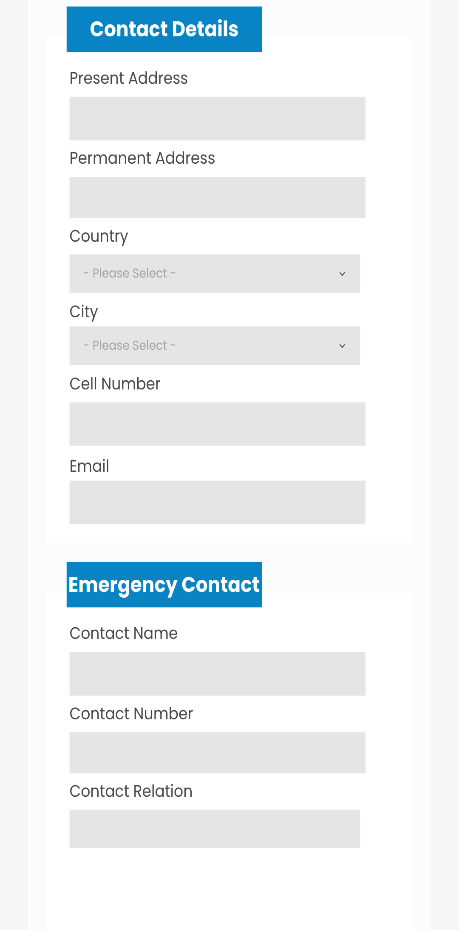 Contact Details
Present Address
Permanent Address
Country
- Please Select -
City
- Please Select -
Cell Number
Email
Emergency Contact
Contact Name
Contact Number
Contact Relation